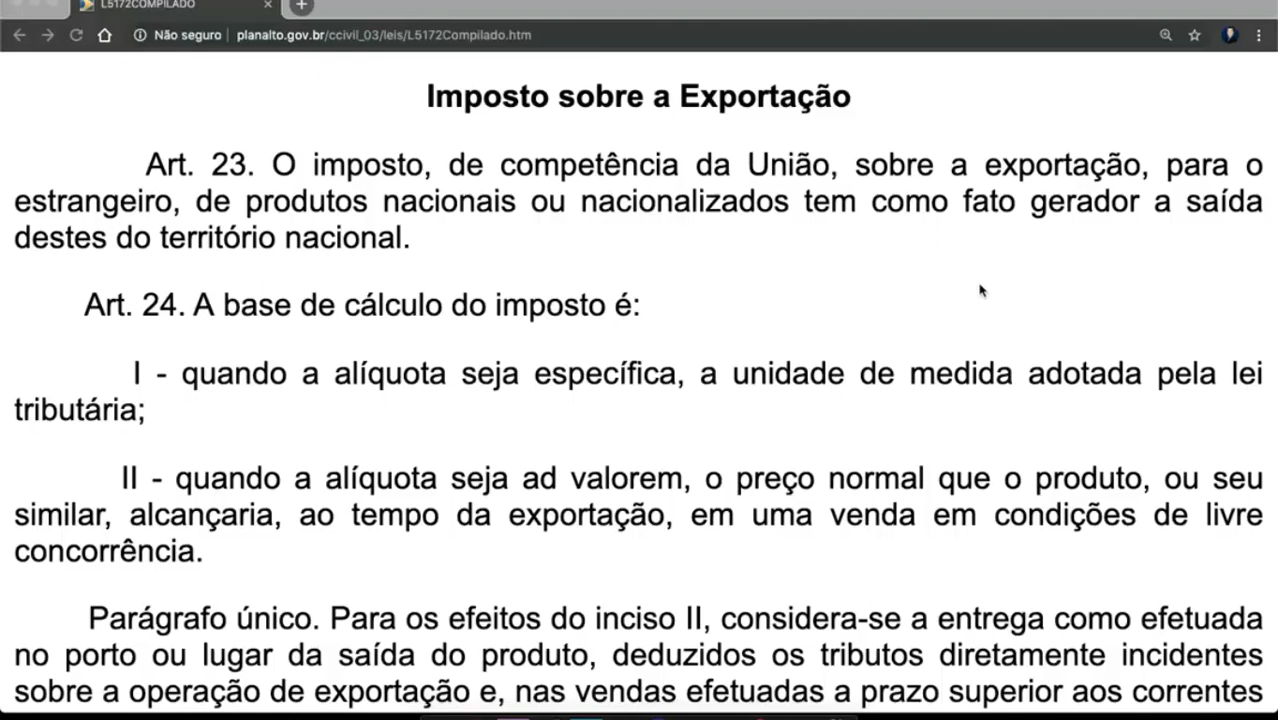 L5172COMPILADO
Não seguro planalto.gov.br/ccivil_03/leis/L5172Compilado.htm
Imposto sobre a Exportação
Art. 23. O imposto, de competência da União, sobre a exportação, para o
estrangeiro, de produtos nacionais ou nacionalizados tem como fato gerador a saída
destes do território nacional.
Art. 24. A base de cálculo do imposto é:
I - quando a alíquota seja específica, a unidade de medida adotada pela lei
tributária;
II - quando a alíquota seja ad valorem, o preço normal que o produto, ou seu
similar, alcançaria, ao tempo da exportação, em uma venda em condições de livre
concorrência.
Parágrafo único. Para os efeitos do inciso II, considera-se a entrega como efetuada
no porto ou lugar da saída do produto, deduzidos os tributos diretamente incidentes
sobre a operação de exportação e, nas vendas efetuadas a prazo superior aos correntes